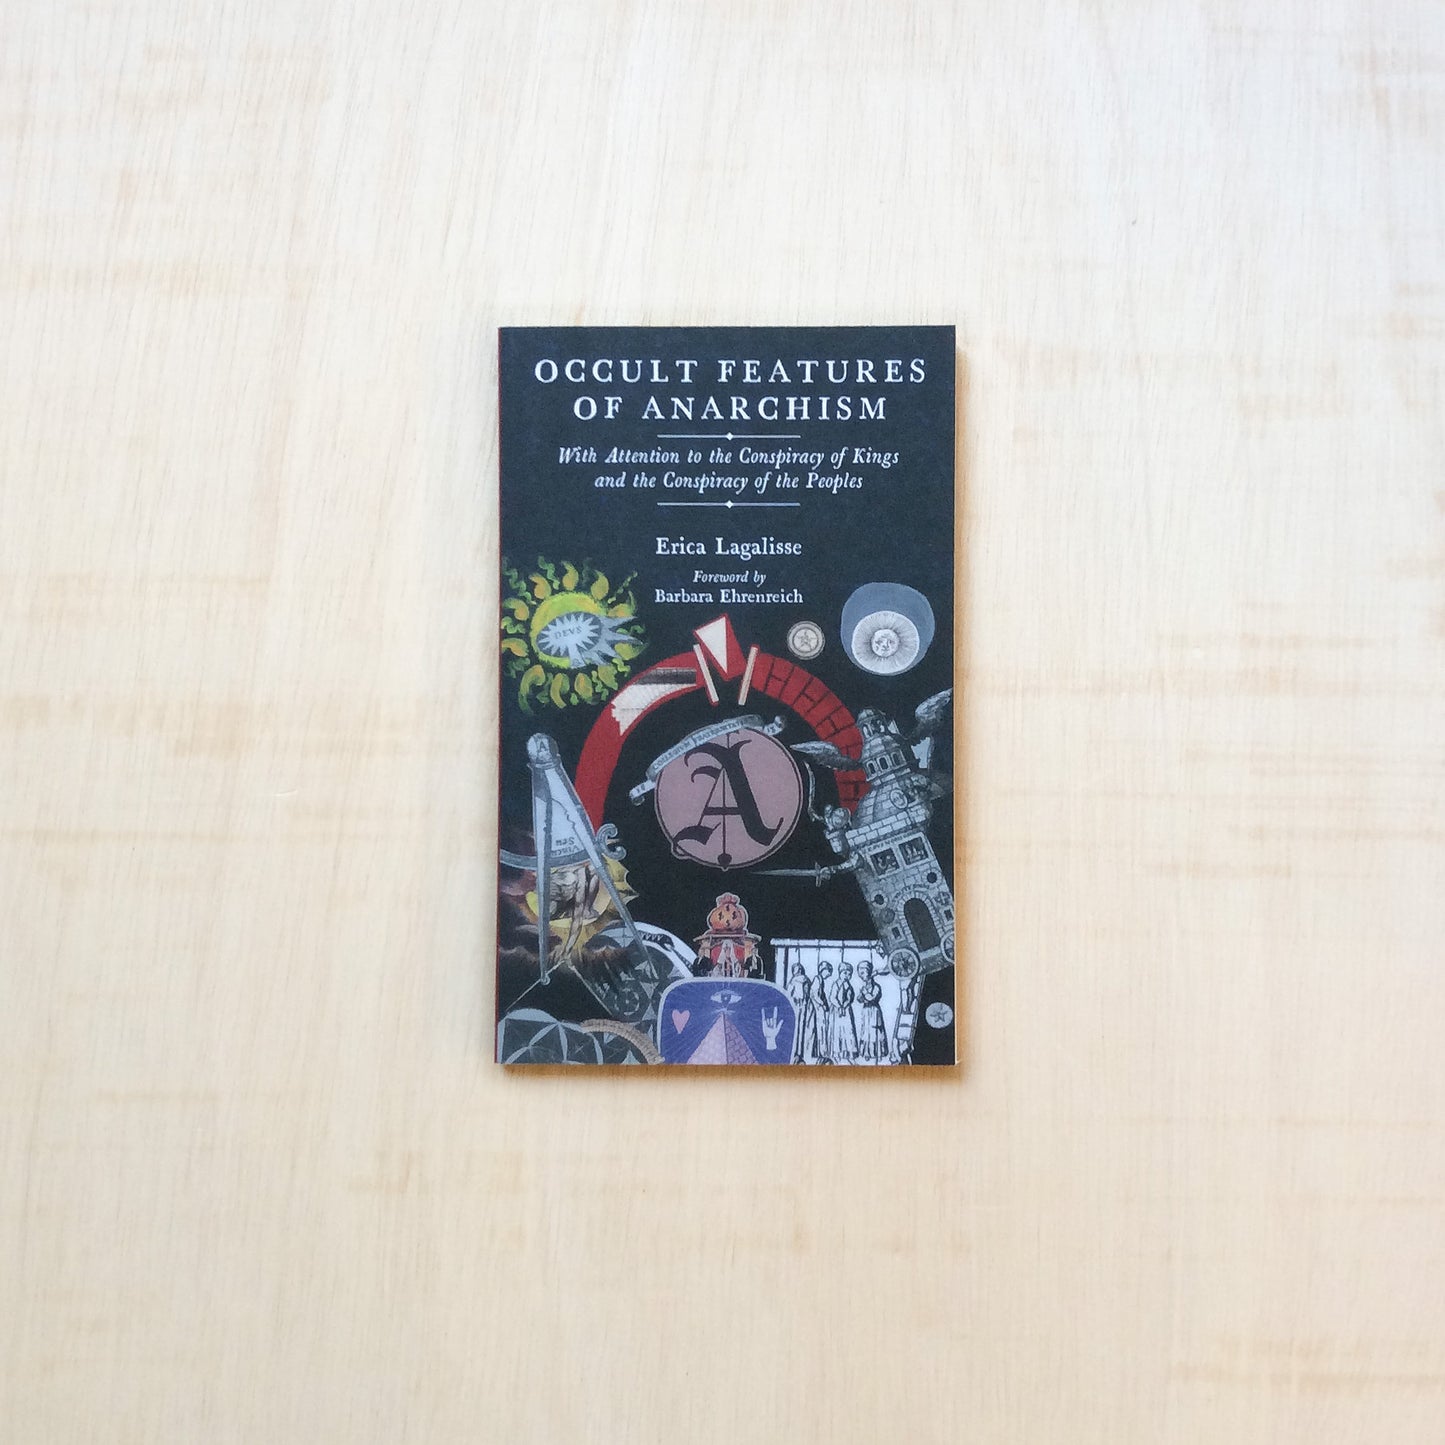 OCCULT FEATURES
OF ANARCHISM
With Attention to the Conspiracy of Kings
and the Conspiracy of the Peoples
Erica Lagalisse
Foreword by
Barbara Ehrenreich
DEVS
A
A